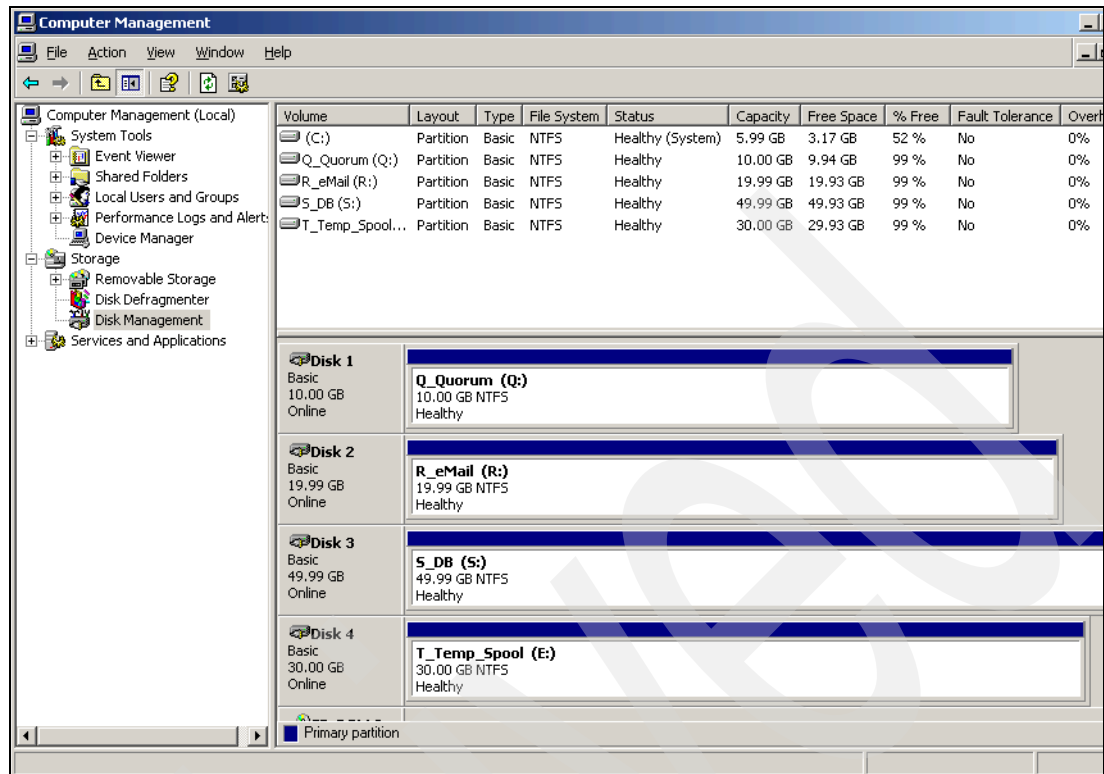 Computer Management
File Action View Window Help
Computer Management (Local)
System Tools
Event Viewer
Shared Folders
Local Users and Groups
Performance Logs and Alert
Device Manager
Storage
Removable Storage
Disk Defragmenter
Disk Management
Services and Applications
Volume Layout Type File System Status Capacity Free Space % Free Fault Tolerance Overh
(C:) Partition Basic NTFS Healthy (System) 5.99 GB 3.17 GB 52 % No 0%
Q_Quorum (Q:) Partition Basic NTFS Healthy 10.00 GB 9.94 GB 99 % No 0%
R_eMail (R:) Partition Basic NTFS Healthy 19.99 GB 19.93 GB 99 % No 0%
S_DB (S:) Partition Basic NTFS Healthy 49.99 GB 49.93 GB 99 % No 0%
T_Temp_Spool... Partition Basic NTFS Healthy 30.00 GB 29.93 GB 99 % No 0%
Disk 1
Basic
10.00 GB
Online
Q_Quorum (Q:)
10.00 GB NTFS
Healthy
Disk 2
Basic
19.99 GB
Online
R_eMail (R:)
19.99 GB NTFS
Healthy
Disk 3
Basic
49.99 GB
Online
S_DB (S:)
49.99 GB NTFS
Healthy
Disk 4
Basic
30.00 GB
Online
T_Temp_Spool (E:)
30.00 GB NTFS
Healthy
Primary partition